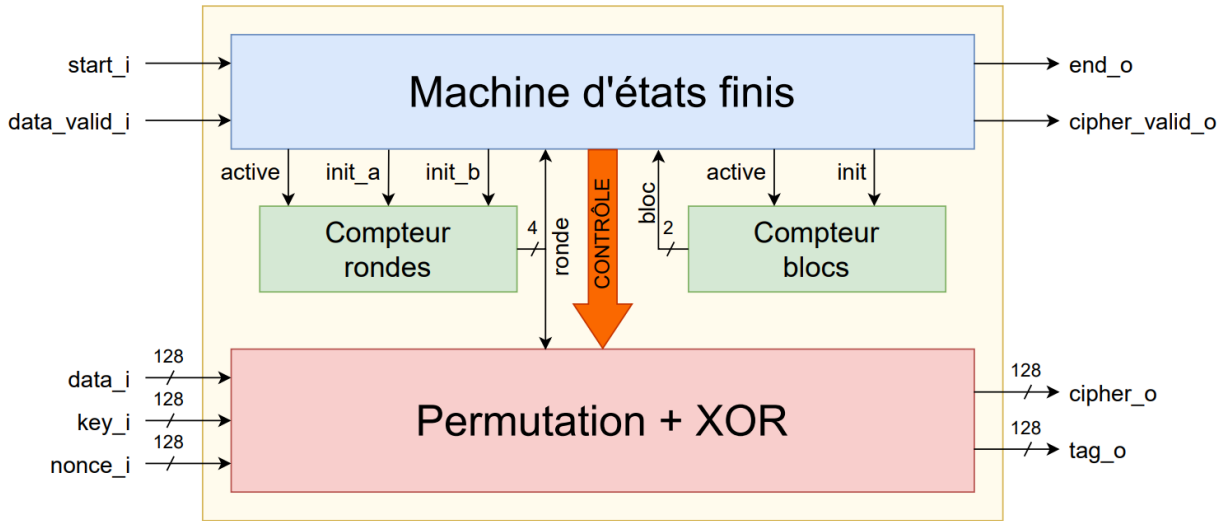 start_i
data_valid_i
Machine d'états finis
end_o
cipher_valid_o
active
init_a
init_b
ronde
CONTRÔLE
bloc
active
init
Compteur
rondes
4
2
Compteur
blocs
128
data_i
128
key_i
128
nonce_i
Permutation + XOR
128
cipher_o
128
tag_o